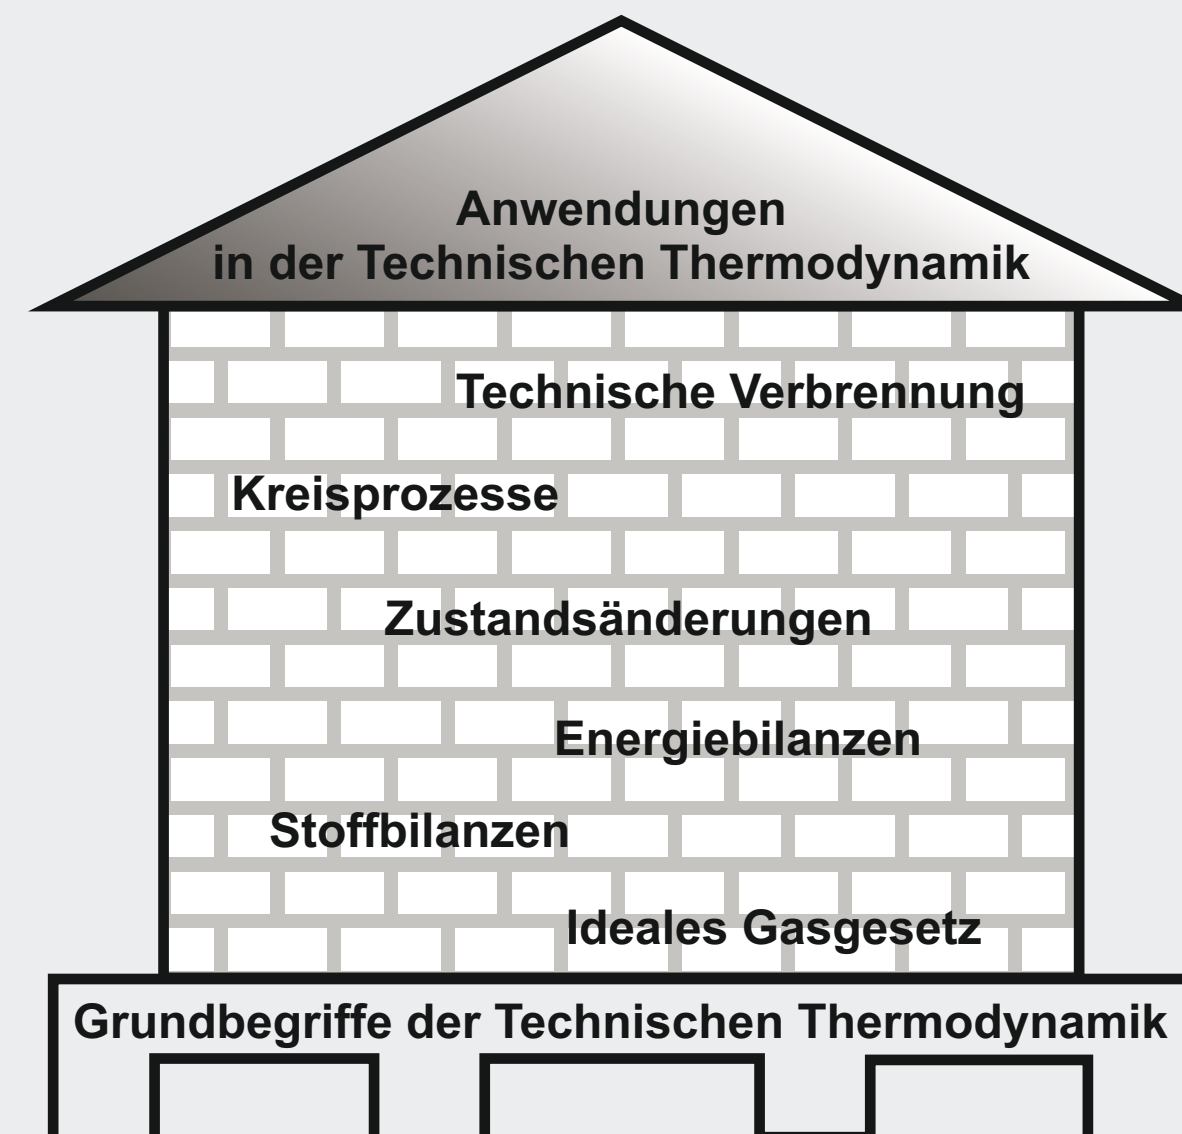 Anwendungen
in der Technischen Thermodynamik
Technische Verbrennung
Kreisprozesse
Zustandsänderungen
Energiebilanzen
Stoffbilanzen
Ideales Gasgesetz
Grundbegriffe der Technischen Thermodynamik